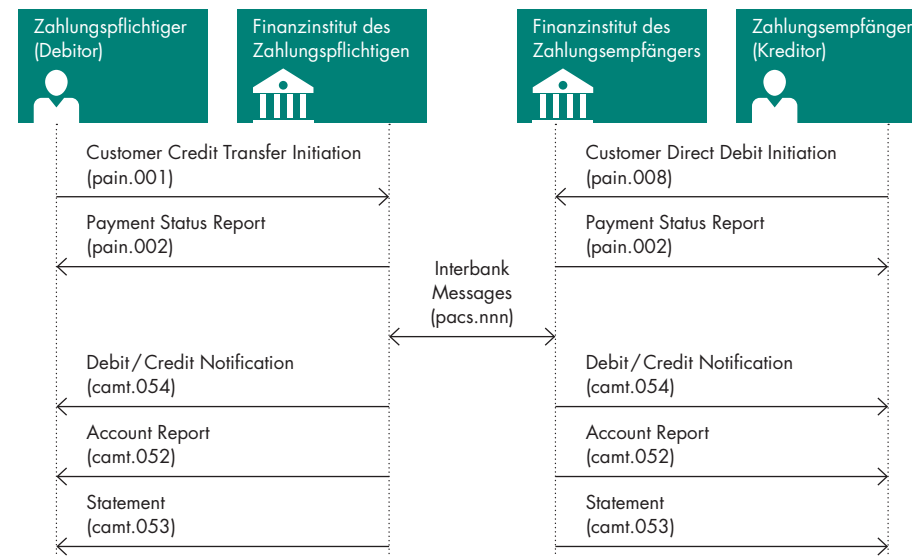 Zahlungspflichtiger
(Debitor)
Finanzinstitut des
Zahlungspflichtigen
Finanzinstitut des
Zahlungsempfängers
Zahlungsempfänger
(Kreditor)
Customer Credit Transfer Initiation
(pain.001)
Customer Direct Debit Initiation
(pain.008)
Payment Status Report
(pain.002)
Payment Status Report
(pain.002)
Interbank
Messages
(pacs.nnn)
Debit/Credit Notification
(camt.054)
Debit/Credit Notification
(camt.054)
Account Report
(camt.052)
Account Report
(camt.052)
Statement
(camt.053)
Statement
(camt.053)